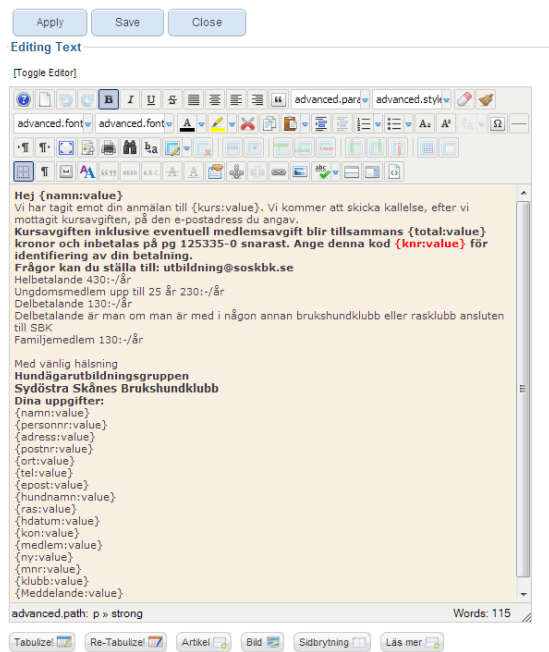 Apply Save Close
Editing Text
[Toggle Editor]
B I U advanced.para advanced.style
advanced.font advanced.font A
Hej {namn:value}
Vi har tagit emot din anmälan till {kurs:value}. Vi kommer att skicka kallelse, efter vi
mottagit kursavgiften, på den e-postadress du angav.
Kursavgiften inklusive eventuell medlemsavgift blir tillsammans {total:value}
kronor och inbetalas på pg 125335-0 snarast. Ange denna kod {knr:value} för
identifiering av din betalning.
Frågor kan du ställa till: utbildning@soskbk.se
Helbetalande 430:-/år
Ungdomsmedlem upp till 25 år 230:-/år
Delbetalande 130:-/år
Delbetalande är man om man är med i någon annan brukshundklubb eller rasklubb ansluten
till SBK
Familjemedlem 130:-/år
Med vänlig hälsning
Hundägarutbildningsgruppen
Sydöstra Skånes Brukshundklubb
Dina uppgifter:
{namn:value}
{personnr:value}
{adress:value}
{postnr:value}
{ort:value}
{tel:value}
{epost:value}
{hundnamn:value}
{ras:value}
{hdatum:value}
{kon:value}
{medlem:value}
{ny:value}
{mnr:value}
{klubb:value}
{Meddelande:value}
advanced.path: p » strong Words: 115
Tabulize! Re-Tabulize! Artikel Bild Sidbrytning Läs mer